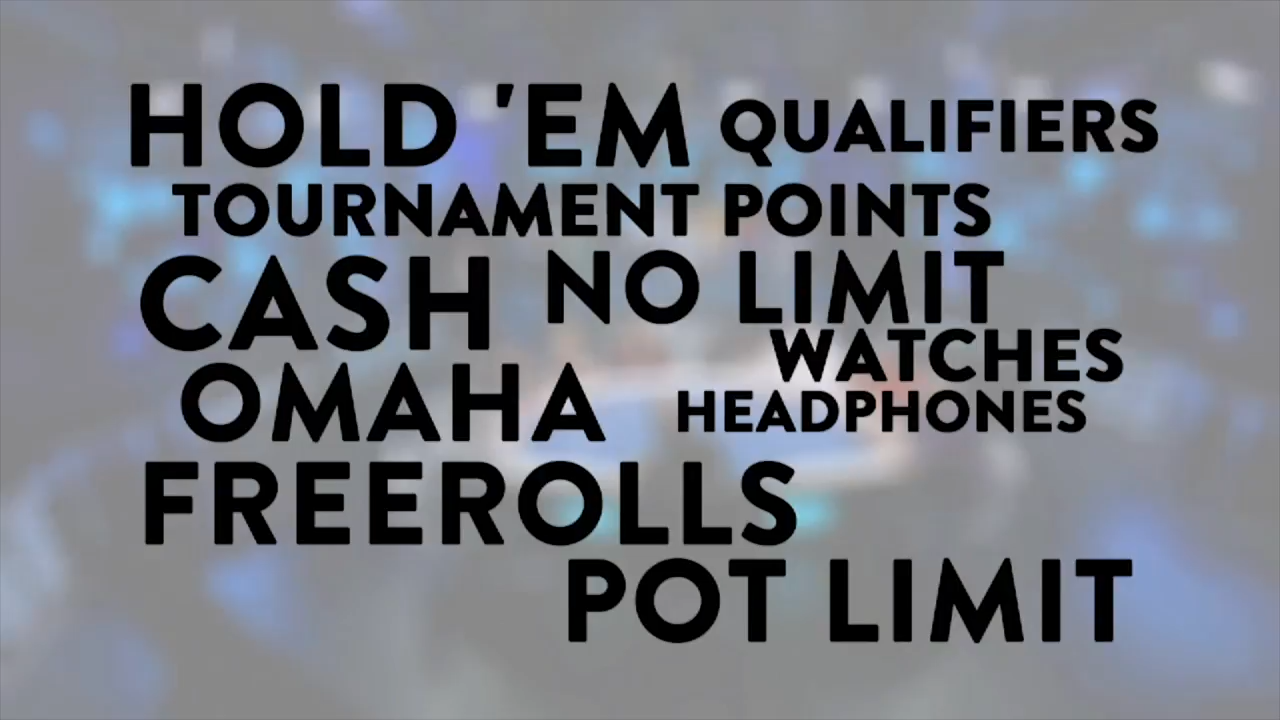 HOLD 'EM QUALIFIERS
TOURNAMENT POINTS
CASH NO LIMIT
WATCHES
OMAHA HEADPHONES
FREEROLLS
POT LIMIT